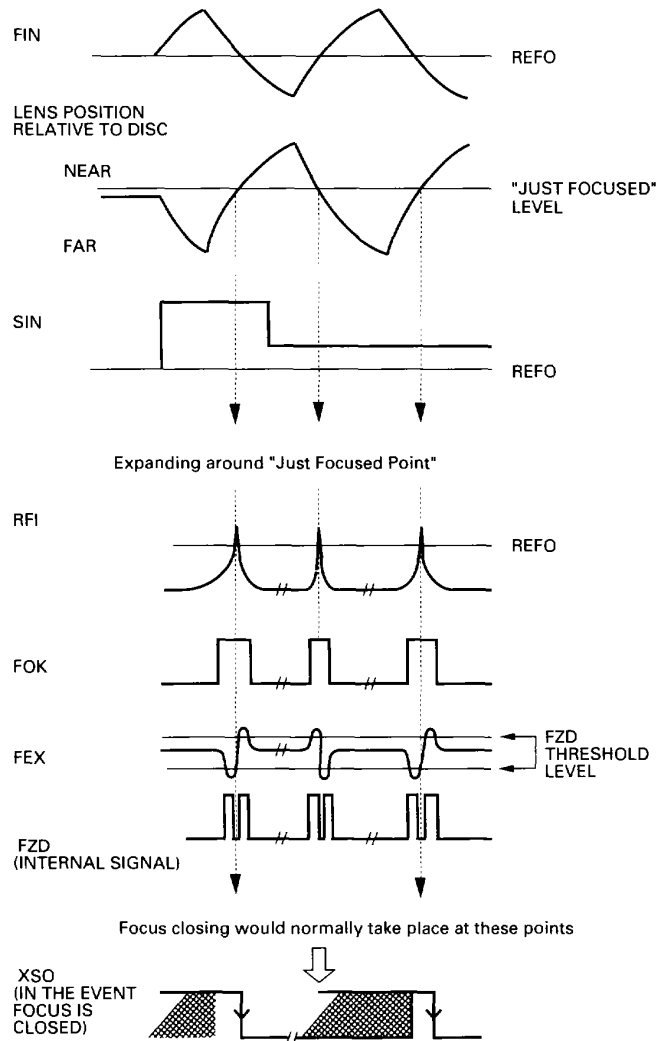 FIN
REFO
LENS POSITION
RELATIVE TO DISC
NEAR
"JUST FOCUSED"
LEVEL
FAR
SIN
REFO
Expanding around "Just Focused Point"
RFI
REFO
FOK
FEX
FZD
THRESHOLD
LEVEL
FZD
(INTERNAL SIGNAL)
Focus closing would normally take place at these points
XSO
(IN THE EVENT
FOCUS IS
CLOSED)